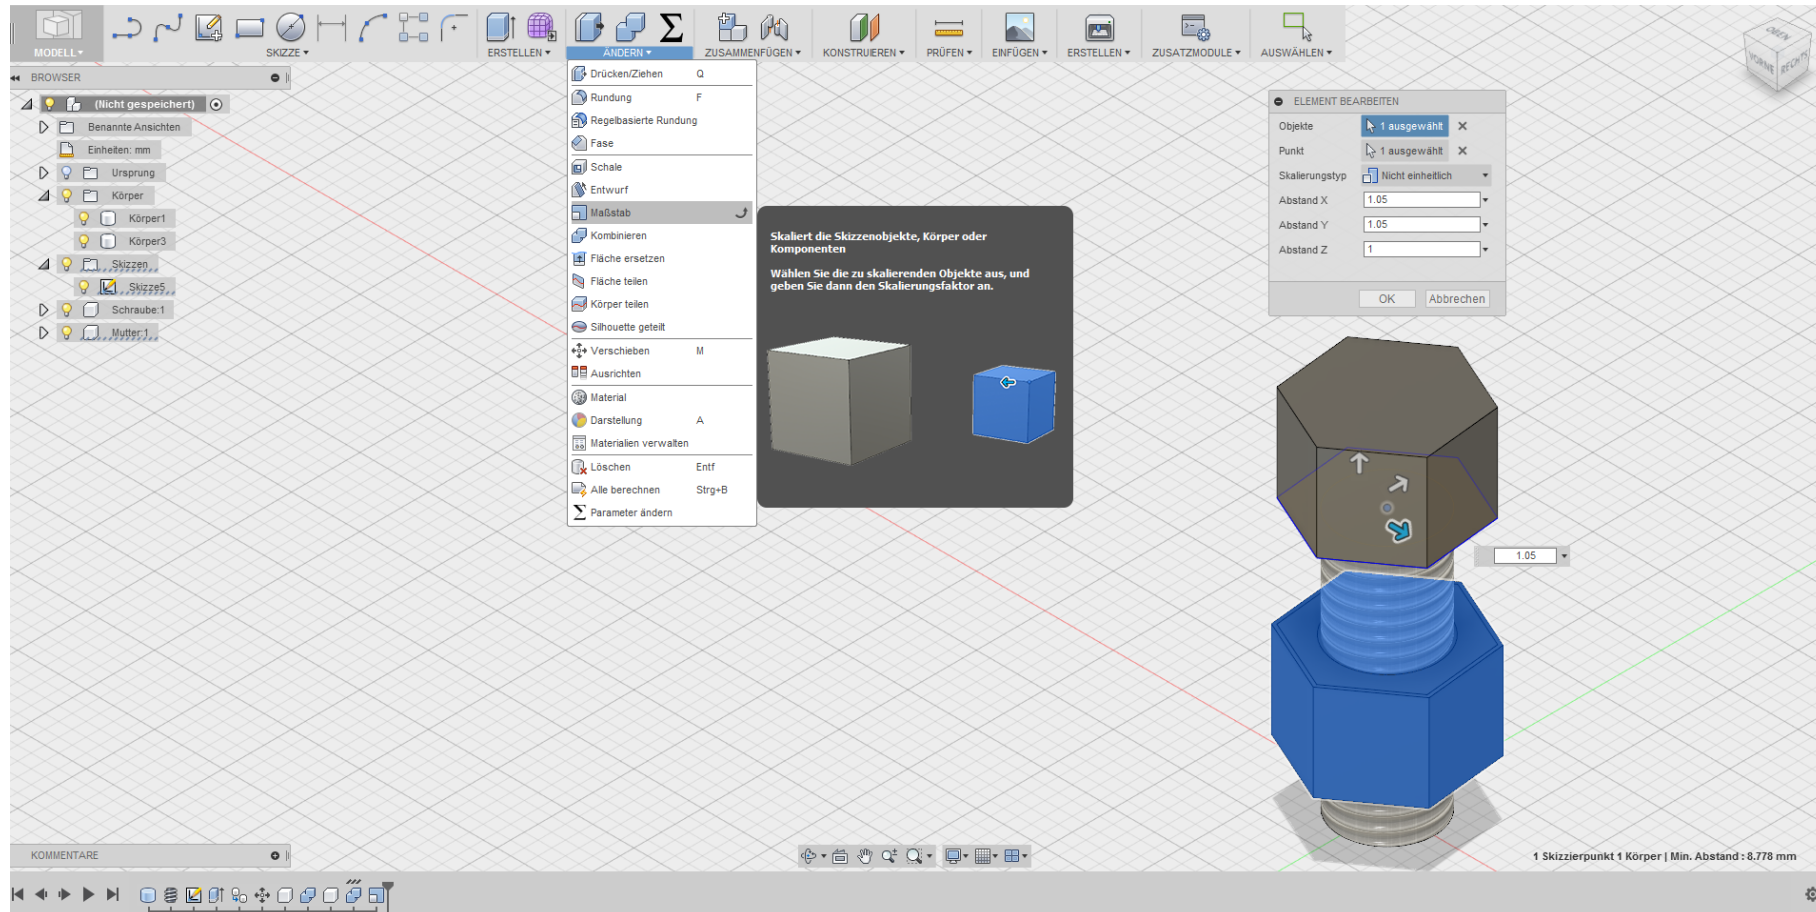 MODELL
SKIZZE
ERSTELLEN
ÄNDERN
ZUSAMMENFÜGEN
KONSTRUIEREN
PRÜFEN
EINFÜGEN
ERSTELLEN
ZUSATZMODULE
AUSWÄHLEN
OBEN
VORNE
RECHTS
BROWSER
(Nicht gespeichert)
Benannte Ansichten
Einheiten: mm
Ursprung
Körper
Körper1
Körper3
Skizzen
Skizze5
Schraube:1
Mutter:1
Drücken/Ziehen Q
Rundung F
Regelbasierte Rundung
Fase
Schale
Entwurf
Maßstab
Kombinieren
Fläche ersetzen
Fläche teilen
Körper teilen
Silhouette geteilt
Verschieben M
Ausrichten
Material
Darstellung A
Materialien verwalten
Löschen Entf
Alle berechnen Strg+B
Parameter ändern
Skaliert die Skizzenobjekte, Körper oder
Komponenten
Wählen Sie die zu skalierenden Objekte aus, und
geben Sie dann den Skalierungsfaktor an.
ELEMENT BEARBEITEN
Objekte 1 ausgewählt
Punkt 1 ausgewählt
Skalierungstyp Nicht einheitlich
Abstand X 1.05
Abstand Y 1.05
Abstand Z 1
OK Abbrechen
1.05
KOMMENTARE
1 Skizzierpunkt 1 Körper | Min. Abstand : 8.778 mm